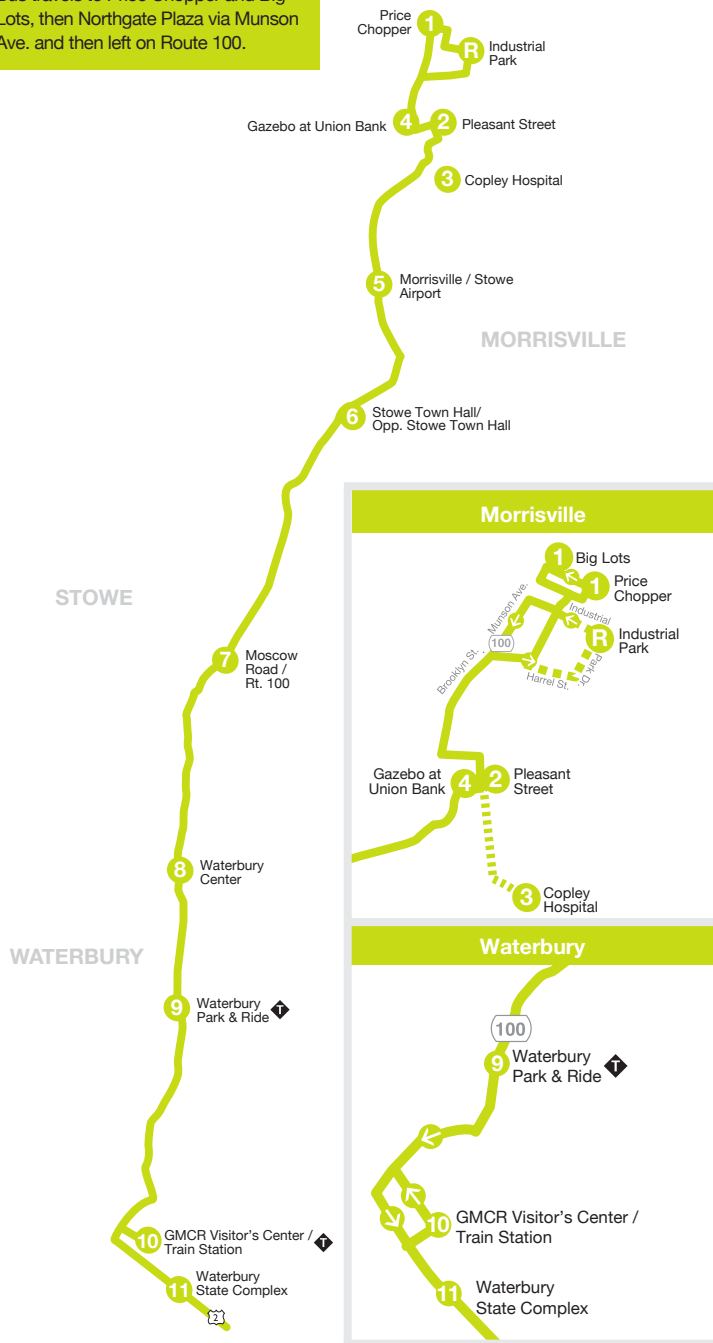 Lots, then Northgate Plaza via Munson
Ave. and then left on Route 100.
Price
Chopper
1
R
Industrial
Park
Gazebo at Union Bank
4
2
Pleasant Street
3
Copley Hospital
5
Morrisville / Stowe
Airport
MORRISVILLE
6
Stowe Town Hall/
Opp. Stowe Town Hall
STOWE
7
Moscow
Road /
Rt. 100
8
Waterbury
Center
WATERBURY
9
Waterbury
Park & Ride
T
10
GMCR Visitor's Center /
Train Station
T
11
Waterbury
State Complex
2
Morrisville
1
Big Lots
1
Price
Chopper
Munson Ave.
Industrial
Park Dr.
R
Industrial
Park
100
Brooklyn St.
Harrel St.
Gazebo at
Union Bank
4
2
Pleasant
Street
3
Copley
Hospital
Waterbury
100
9
Waterbury
Park & Ride
T
10
GMCR Visitor's Center /
Train Station
11
Waterbury
State Complex